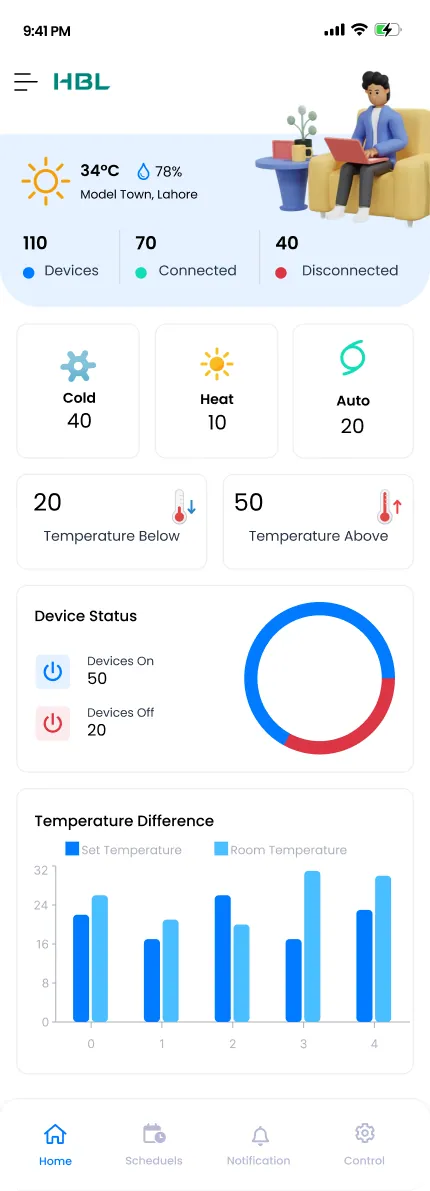 9:41 PM
HBL
34°C 78%
Model Town, Lahore
110 70 40
Devices Connected Disconnected
Cold Heat Auto
40 10 20
20 50
Temperature Below Temperature Above
Device Status
Devices On
50
Devices Off
20
Temperature Difference
Set Temperature Room Temperature
32
24
16
8
0
0 1 2 3 4
Home Scheduels Notification Control